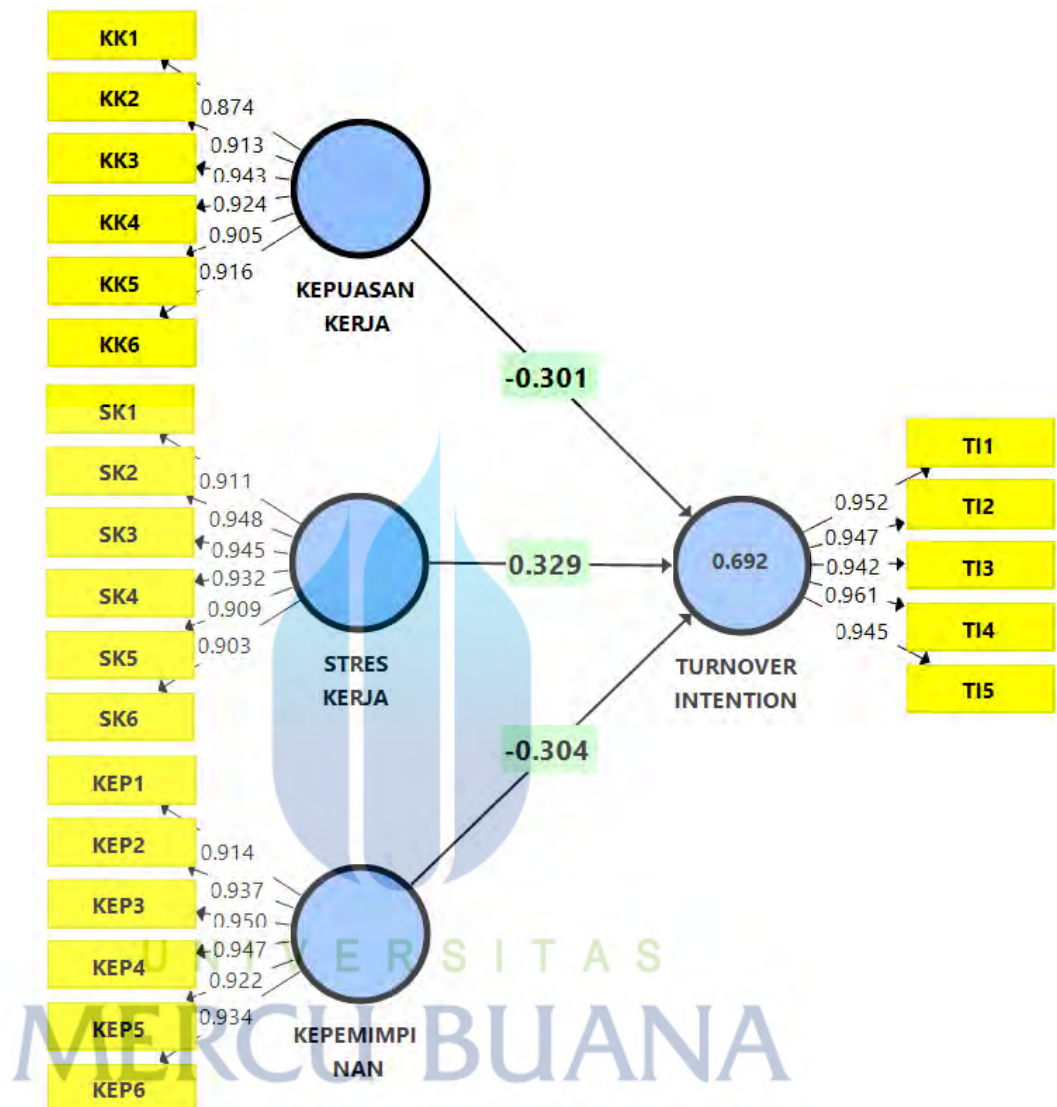 KK1
KK2
KK3
KK4
KK5
KK6
0.874
0.913
0.943
0.924
0.905
0.916
KEPUASAN
KERJA
-0.301
SK1
SK2
SK3
SK4
SK5
SK6
0.911
0.948
0.945
0.932
0.909
0.903
STRES
KERJA
0.329
KEP1
KEP2
KEP3
KEP4
KEP5
KEP6
0.914
0.937
0.950
0.947
0.922
0.934
KEPEMIMPI
NAN
-0.304
0.692
TURNOVER
INTENTION
0.952
0.947
0.942
0.961
0.945
TI1
TI2
TI3
TI4
TI5
UNIVERSITAS
MERCU BUANA